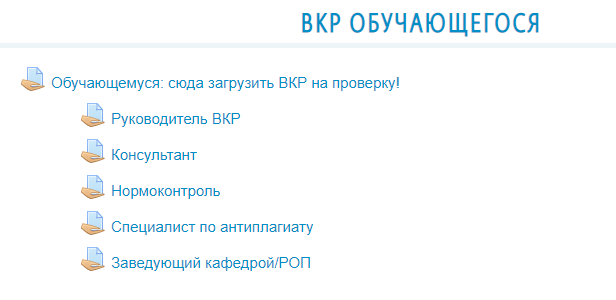 ВКР ОБУЧАЮЩЕГОСЯ
Обучающемуся: сюда загрузить ВКР на проверку!
Руководитель ВКР
Консультант
Нормоконтроль
Специалист по антиплагиату
Заведующий кафедрой/РОП